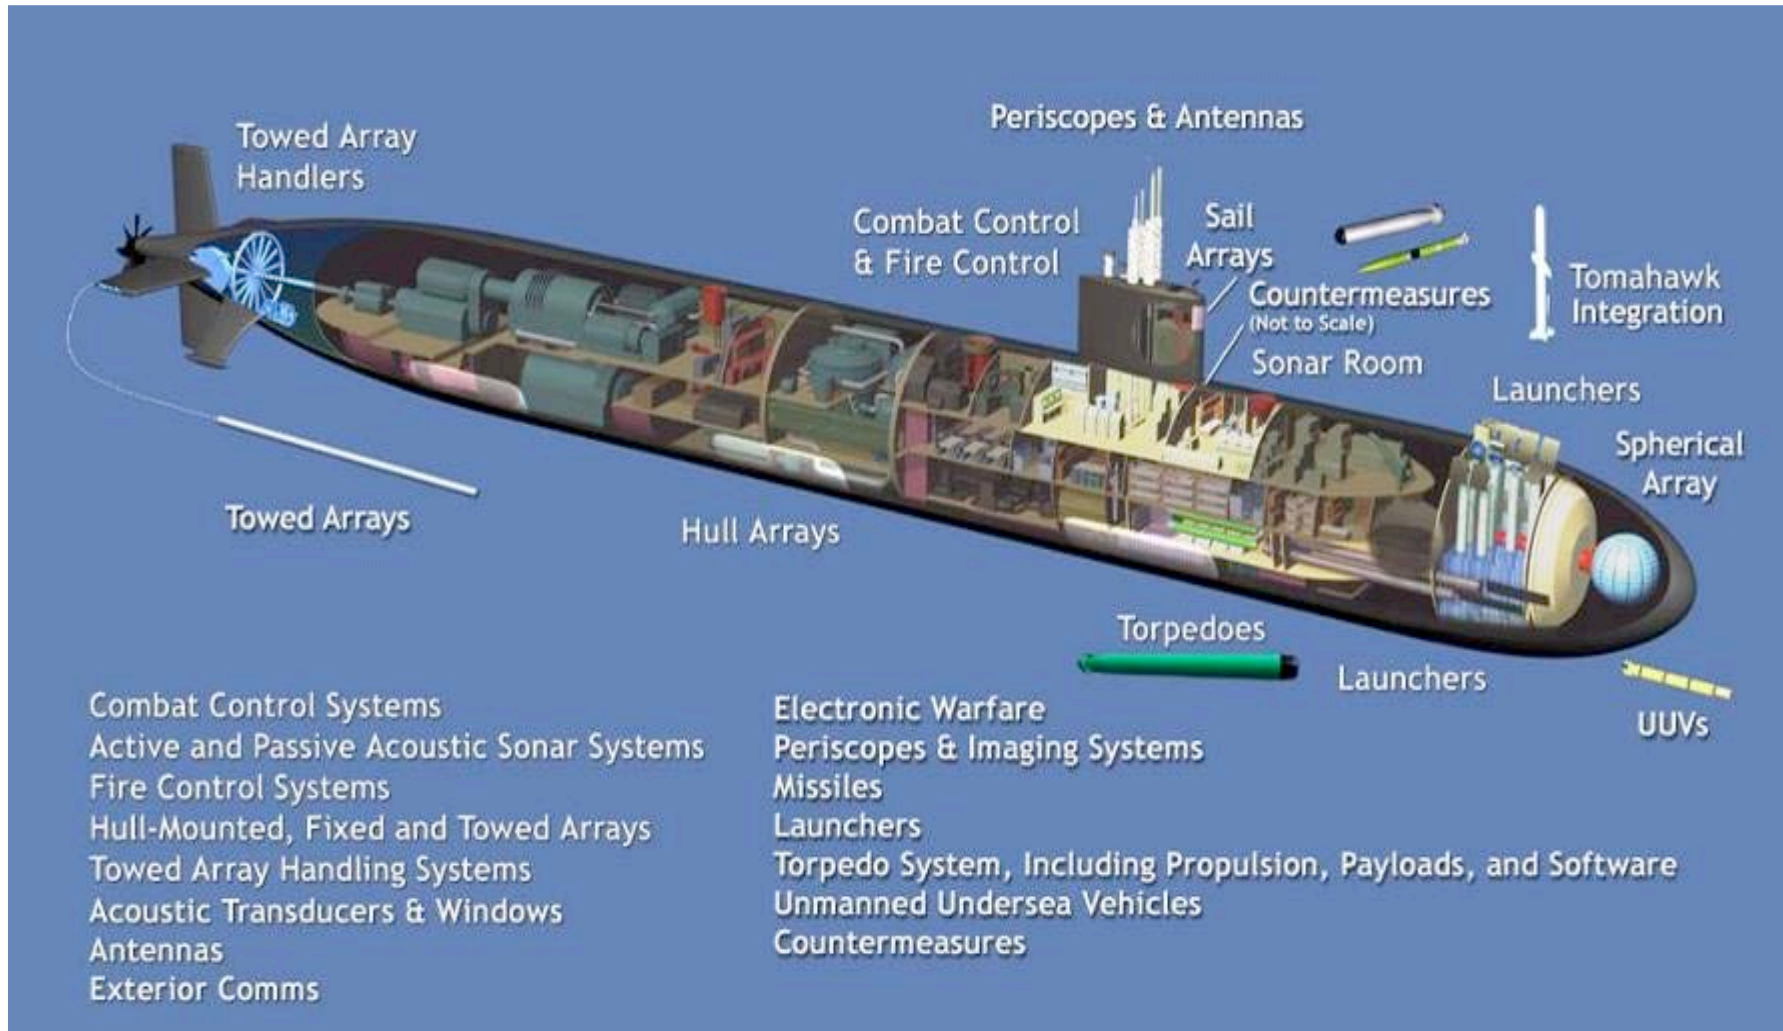 Periscopes & Antennas
Towed Array
Handlers
Combat Control
& Fire Control
Sail
Arrays
Countermeasures
(Not to Scale)
Sonar Room
Tomahawk
Integration
Launchers
Spherical
Array
Towed Arrays
Hull Arrays
Torpedoes
Launchers
UUVs
Combat Control Systems
Active and Passive Acoustic Sonar Systems
Fire Control Systems
Hull-Mounted, Fixed and Towed Arrays
Towed Array Handling Systems
Acoustic Transducers & Windows
Antennas
Exterior Comms
Electronic Warfare
Periscopes & Imaging Systems
Missiles
Launchers
Torpedo System, Including Propulsion, Payloads, and Software
Unmanned Undersea Vehicles
Countermeasures